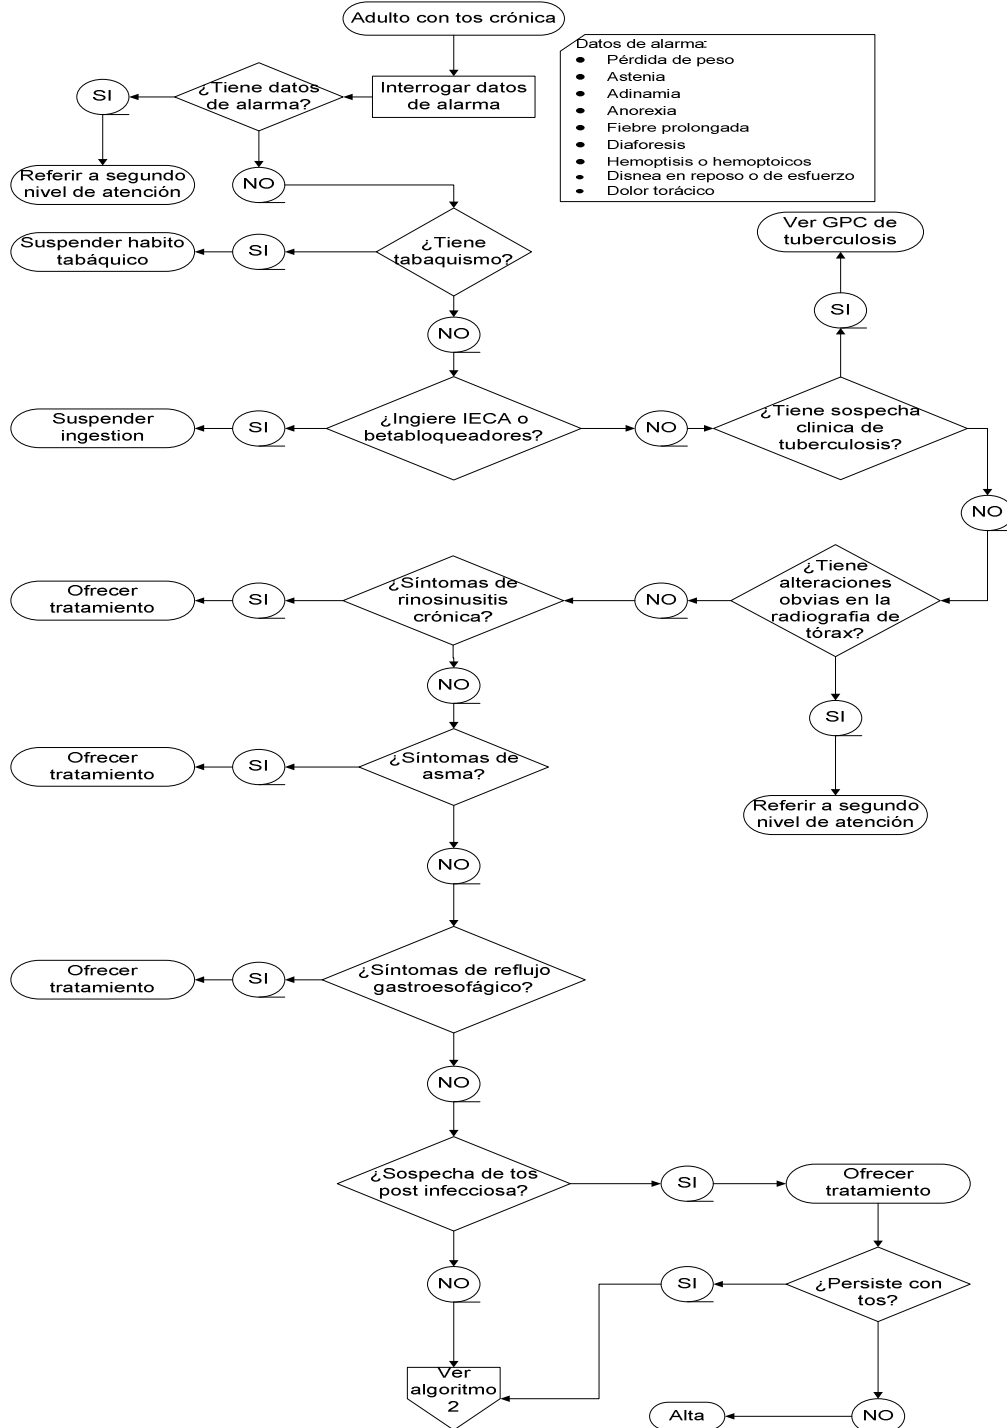 Adulto con tos crónica
Datos de alarma:
● Pérdida de peso
● Astenia
● Adinamia
● Anorexia
● Fiebre prolongada
● Diaforesis
● Hemoptisis o hemoptoicos
● Disnea en reposo o de esfuerzo
● Dolor torácico
Interrogar datos
de alarma
¿Tiene datos
de alarma?
SI
Referir a segundo
nivel de atención
NO
¿Tiene
tabaquismo?
SI
Suspender habito
tabáquico
NO
¿Ingiere IECA o
betabloqueadores?
SI
Suspender
ingestion
NO
¿Tiene sospecha
clinica de
tuberculosis?
SI
Ver GPC de
tuberculosis
NO
¿Tiene
alteraciones
obvias en la
radiografia de
tórax?
SI
Referir a segundo
nivel de atención
NO
¿Síntomas de
rinosinusitis
crónica?
SI
Ofrecer
tratamiento
NO
¿Síntomas de
asma?
SI
Ofrecer
tratamiento
NO
¿Síntomas de reflujo
gastroesofágico?
SI
Ofrecer
tratamiento
NO
¿Sospecha de tos
post infecciosa?
SI
Ofrecer
tratamiento
¿Persiste con
tos?
SI
NO
Alta
NO
Ver
algoritmo
2